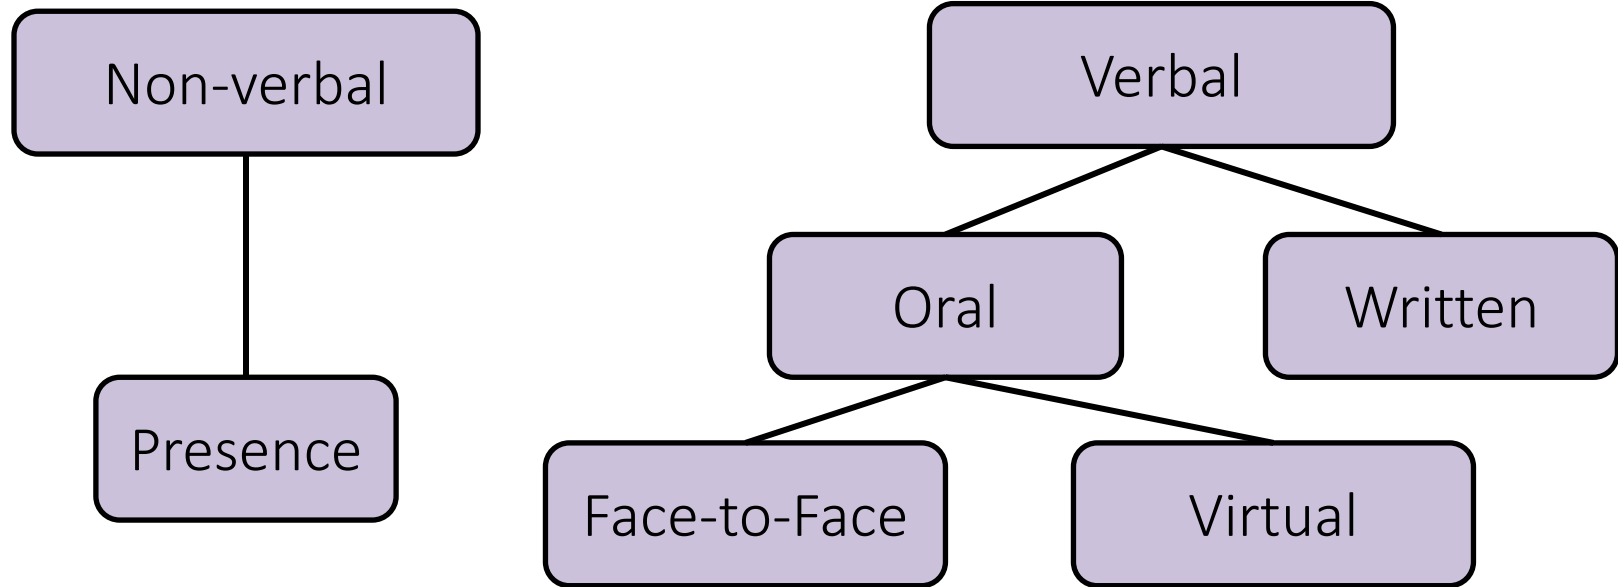 Non-verbal
Verbal
Oral
Written
Presence
Face-to-Face
Virtual